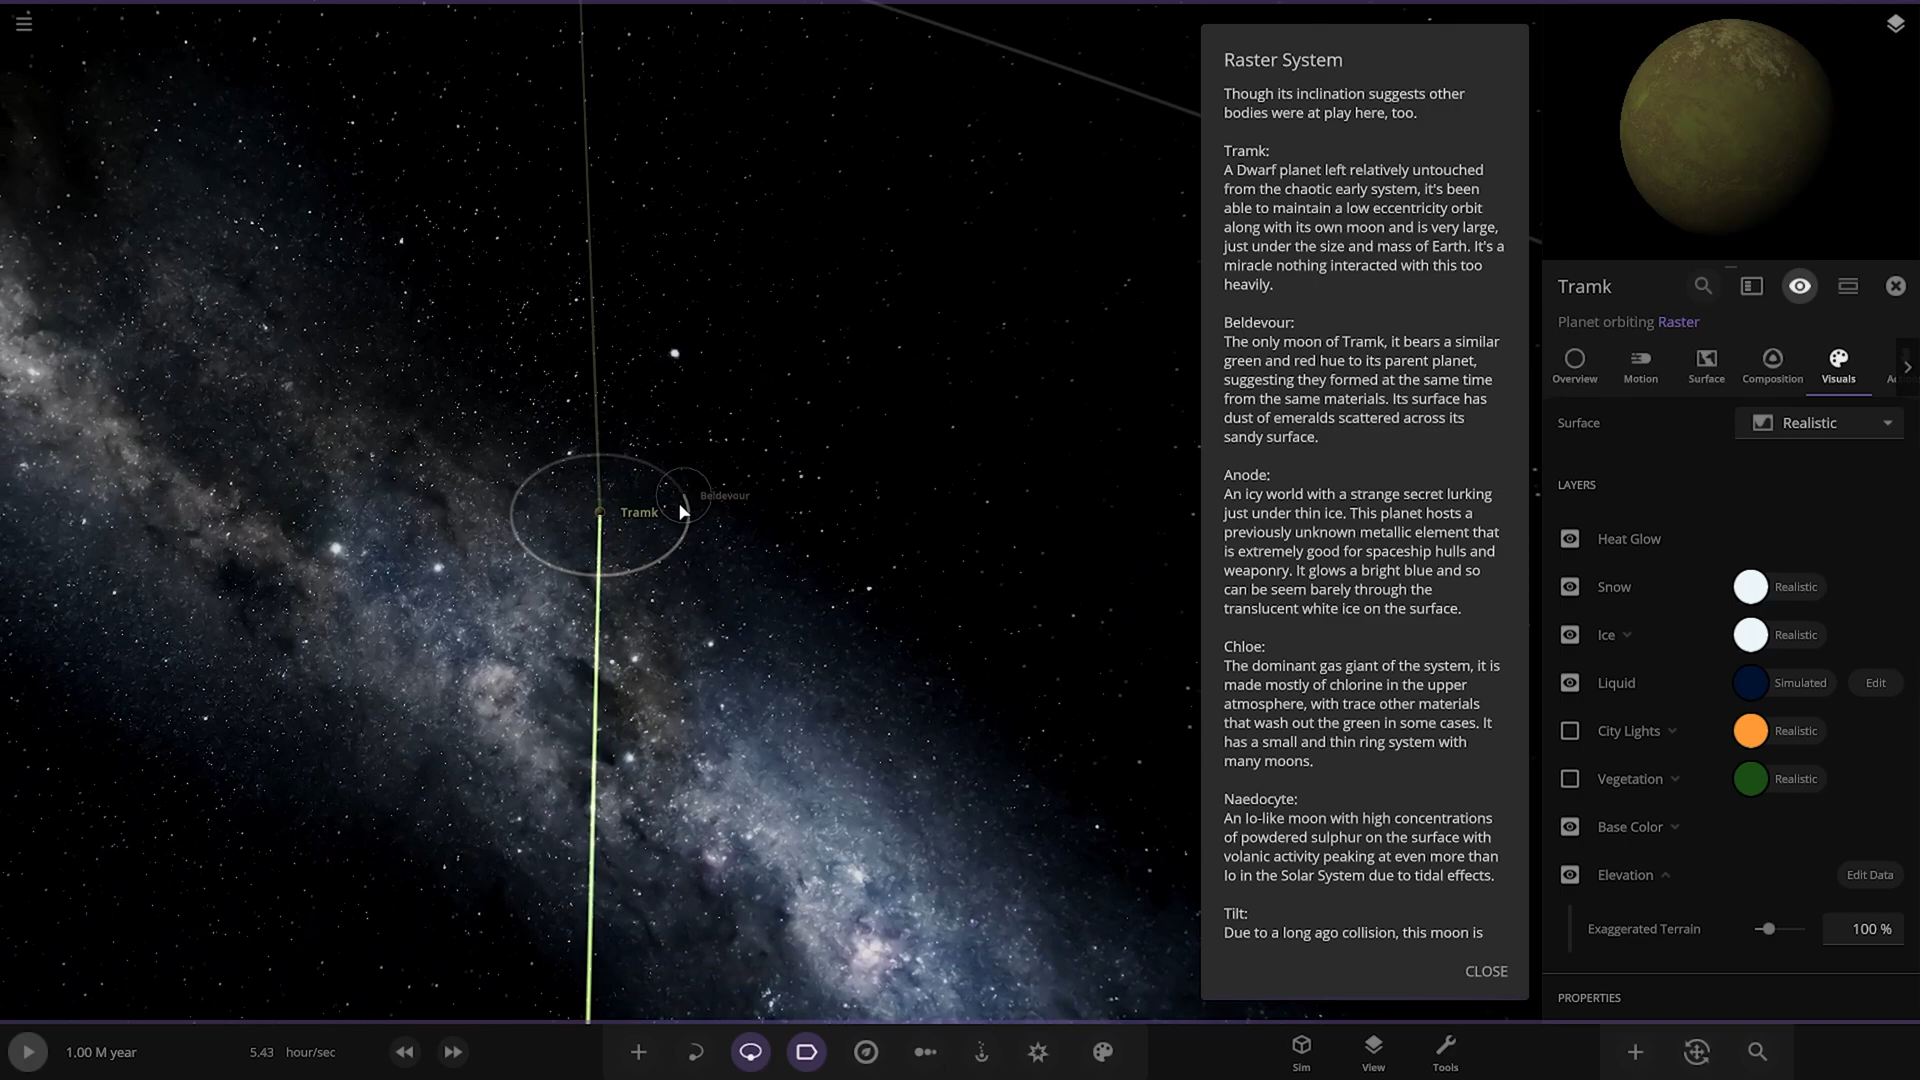 Raster System
Though its inclination suggests other
bodies were at play here, too.
Tramk:
A Dwarf planet left relatively untouched
from the chaotic early system, it's been
able to maintain a low eccentricity orbit
along with its own moon and is very large,
just under the size and mass of Earth. It's a
miracle nothing interacted with this too
heavily.
Beldevour:
The only moon of Tramk, it bears a similar
green and red hue to its parent planet,
suggesting they formed at the same time
from the same materials. Its surface has
dust of emeralds scattered across its
sandy surface.
Anode:
An icy world with a strange secret lurking
just under thin ice. This planet hosts a
previously unknown metallic element that
is extremely good for spaceship hulls and
weaponry. It glows a bright blue and so
can be seem barely through the
translucent white ice on the surface.
Chloe:
The dominant gas giant of the system, it is
made mostly of chlorine in the upper
atmosphere, with trace other materials
that wash out the green in some cases. It
has a small and thin ring system with
many moons.
Naedocyte:
An Io-like moon with high concentrations
of powdered sulphur on the surface with
volanic activity peaking at even more than
Io in the Solar System due to tidal effects.
Tilt:
Due to a long ago collision, this moon is
CLOSE
Beldevour
Tramk
Tramk
Planet orbiting Raster
Overview Motion Surface Composition Visuals
Surface Realistic
LAYERS
Heat Glow
Snow Realistic
Ice Realistic
Liquid Simulated Edit
City Lights Realistic
Vegetation Realistic
Base Color
Elevation Edit Data
Exaggerated Terrain 100 %
PROPERTIES
1.00 M year 5.43 hour/sec
Sim View Tools